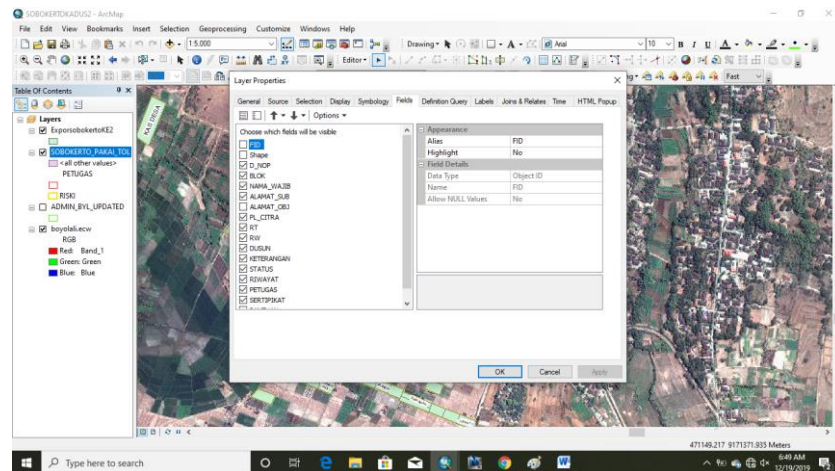 SOBOKERTOKADUS2 - ArcMap
File Edit View Bookmarks Insert Selection Geoprocessing Customize Windows Help
1:5.000 Drawing Arial 10 B I U A
Editor
Fast
Table Of Contents
Layers
ExporsobokertoKE2
SOBOKERTO_PAKAI_TOL
<all other values>
PETUGAS
RISKI
ADMIN_BYL_UPDATED
boyolali.ecw
RGB
Red: Band_1
Green: Green
Blue: Blue
KAS DESA
Layer Properties
General Source Selection Display Symbology Fields Definition Query Labels Joins & Relates Time HTML Popup
Options
Choose which fields will be visible
FID
Shape
D_NOP
BLOK
NAMA_WAJIB
ALAMAT_SUB
ALAMAT_OBJ
PL_CITRA
RT
RW
DUSUN
KETERANGAN
STATUS
RIWAYAT
PETUGAS
SERTIPIKAT
Appearance
Alias FID
Highlight No
Field Details
Data Type Object ID
Name FID
Allow NULL Values No
OK Cancel Apply
471149.217 9171371.935 Meters
Type here to search
6:49 AM
12/19/2019